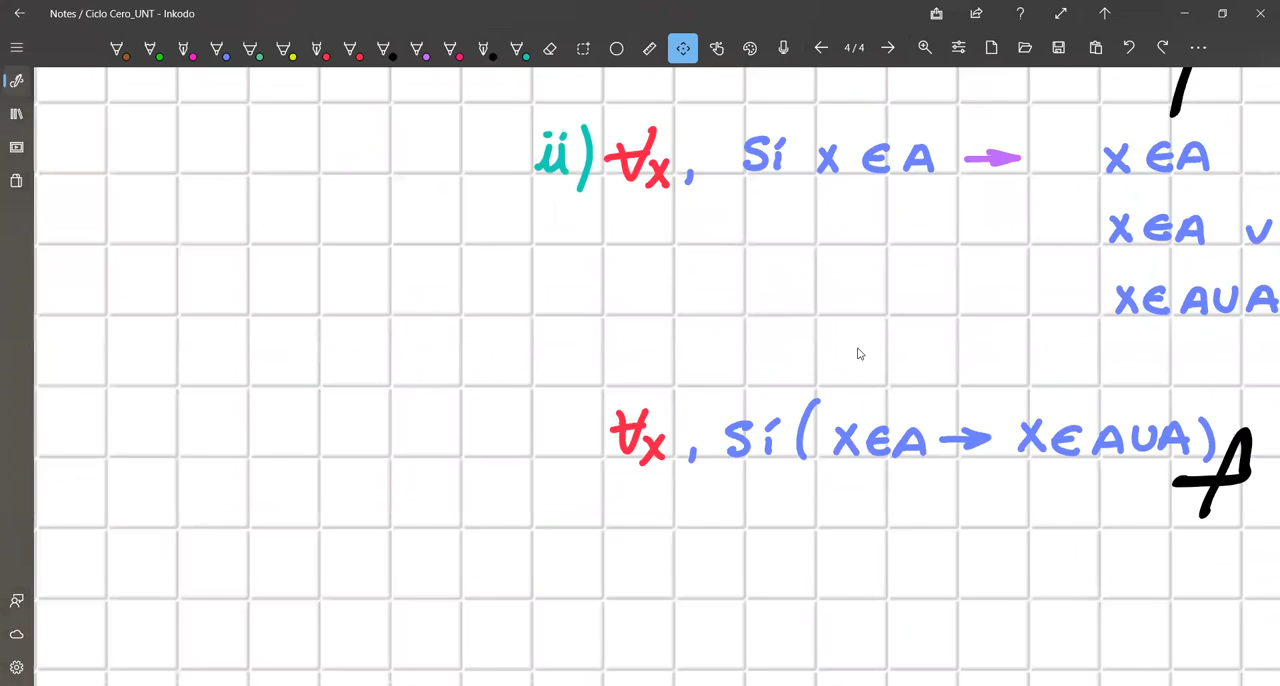 Notes / Ciclo Cero_UNT - Inkodo
4/4
ii) ∀x, Sí x ∈ A → x ∈ A
x ∈ A ∨
x ∈ A ∪ A
∀x, Sí (x ∈ A → x ∈ A ∪ A)